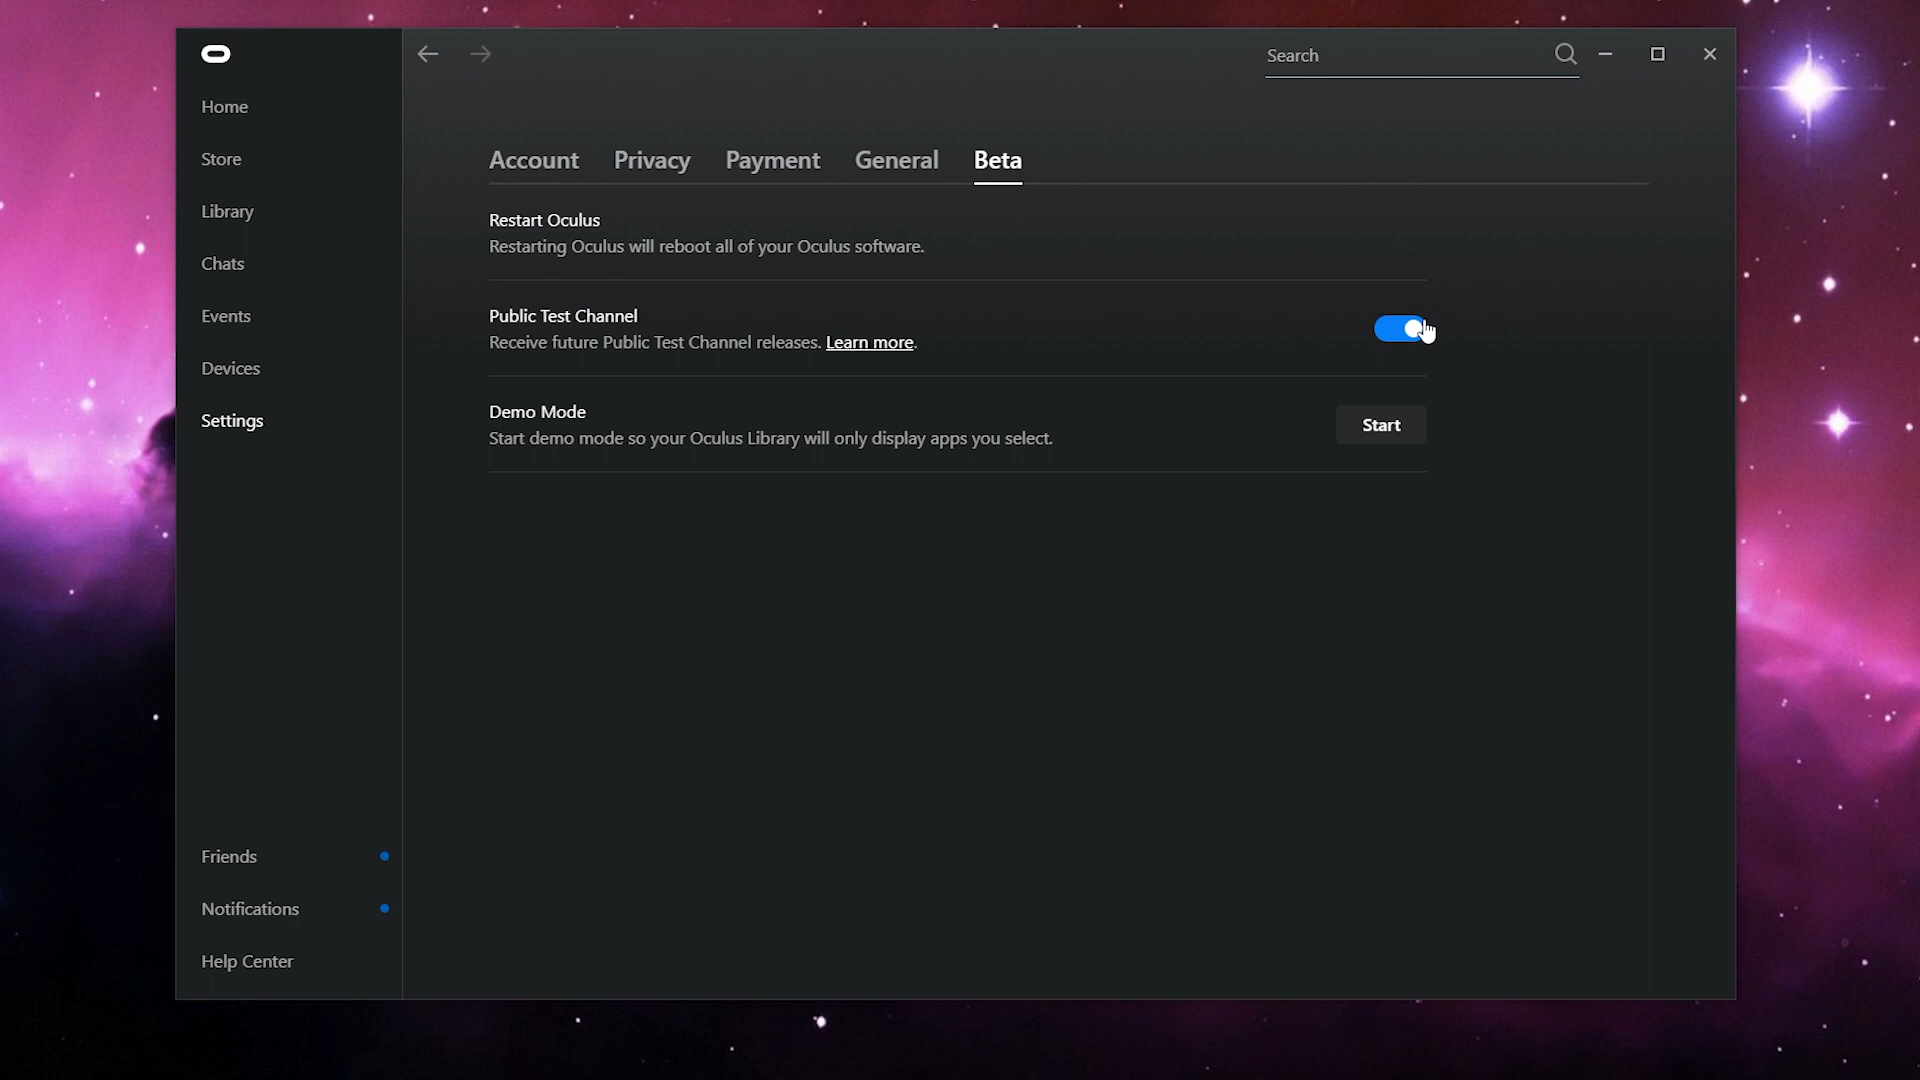 Search
Home
Store
Library
Chats
Events
Devices
Settings
Friends
Notifications
Help Center
Account Privacy Payment General Beta
Restart Oculus
Restarting Oculus will reboot all of your Oculus software.
Public Test Channel
Receive future Public Test Channel releases. Learn more.
Demo Mode
Start demo mode so your Oculus Library will only display apps you select.
Start